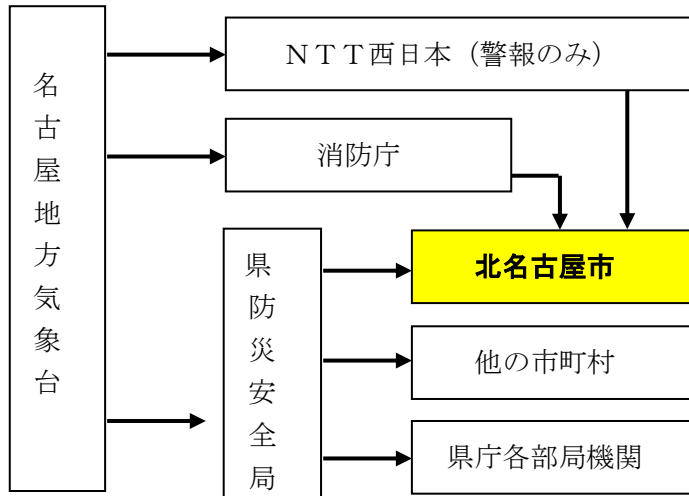 名古屋地方気象台
ＮＴＴ西日本（警報のみ）
消防庁
県防災安全局
北名古屋市
他の市町村
県庁各部局機関